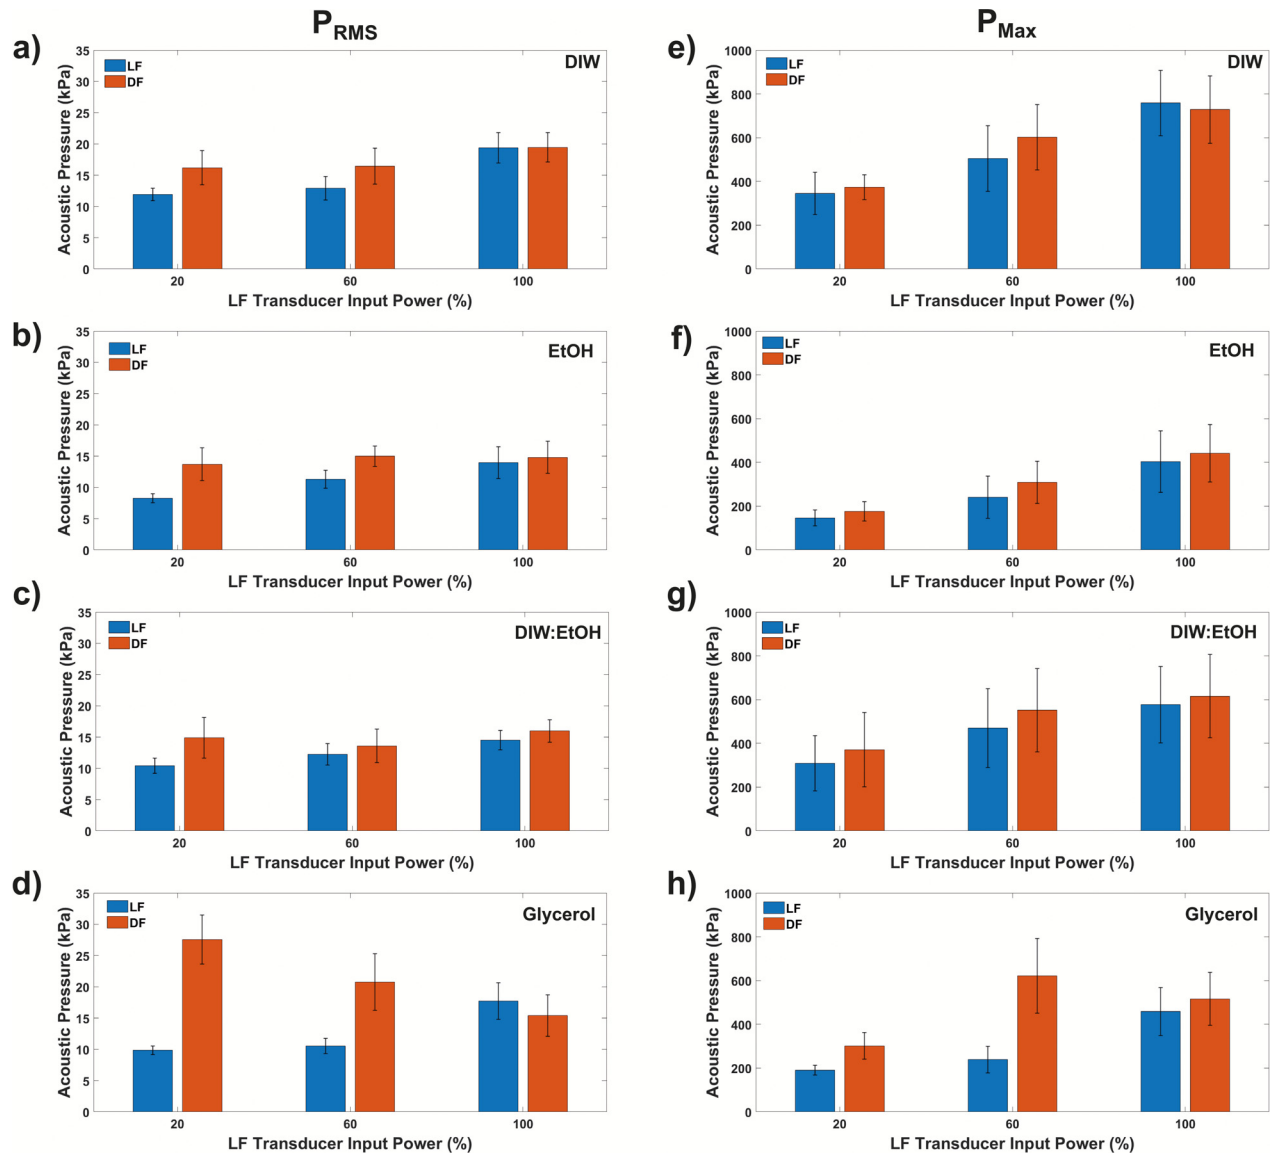 P_RMS
P_Max
a)
35
30
25
20
15
10
5
0
Acoustic Pressure (kPa)
LF
DF
DIW
20 60 100
LF Transducer Input Power (%)
e)
1000
800
600
400
200
0
Acoustic Pressure (kPa)
LF
DF
DIW
20 60 100
LF Transducer Input Power (%)
b)
35
30
25
20
15
10
5
0
Acoustic Pressure (kPa)
LF
DF
EtOH
20 60 100
LF Transducer Input Power (%)
f)
1000
800
600
400
200
0
Acoustic Pressure (kPa)
LF
DF
EtOH
20 60 100
LF Transducer Input Power (%)
c)
35
30
25
20
15
10
5
0
Acoustic Pressure (kPa)
LF
DF
DIW:EtOH
20 60 100
LF Transducer Input Power (%)
g)
1000
800
600
400
200
0
Acoustic Pressure (kPa)
LF
DF
DIW:EtOH
20 60 100
LF Transducer Input Power (%)
d)
35
30
25
20
15
10
5
0
Acoustic Pressure (kPa)
LF
DF
Glycerol
20 60 100
LF Transducer Input Power (%)
h)
1000
800
600
400
200
0
Acoustic Pressure (kPa)
LF
DF
Glycerol
20 60 100
LF Transducer Input Power (%)